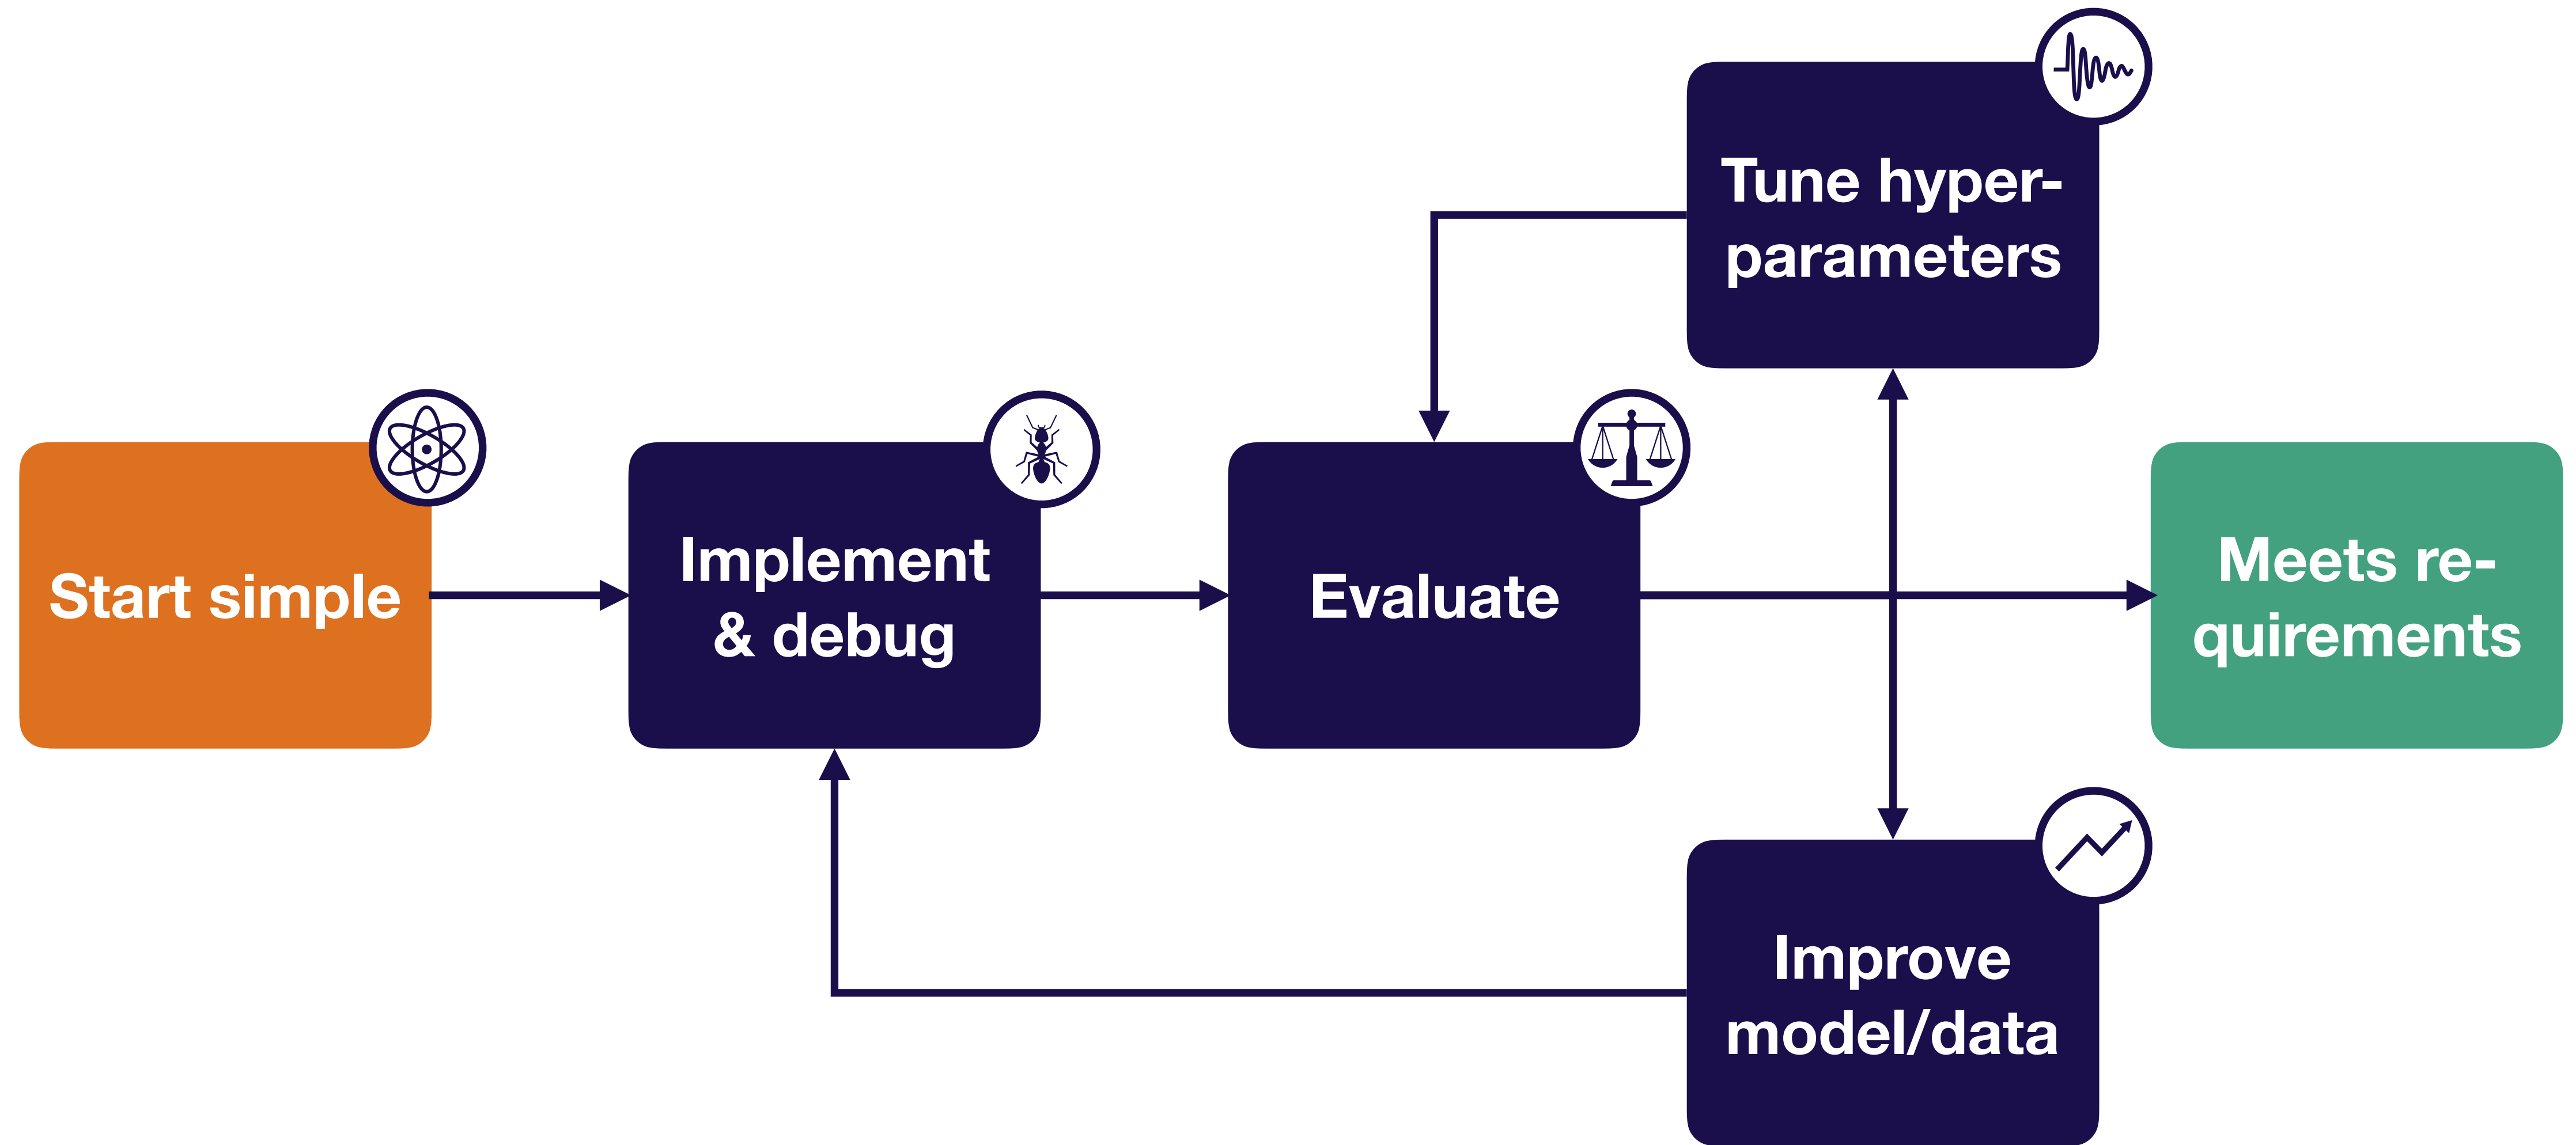 Start simple
Implement
& debug
Evaluate
Tune hyper-
parameters
Meets re-
quirements
Improve
model/data